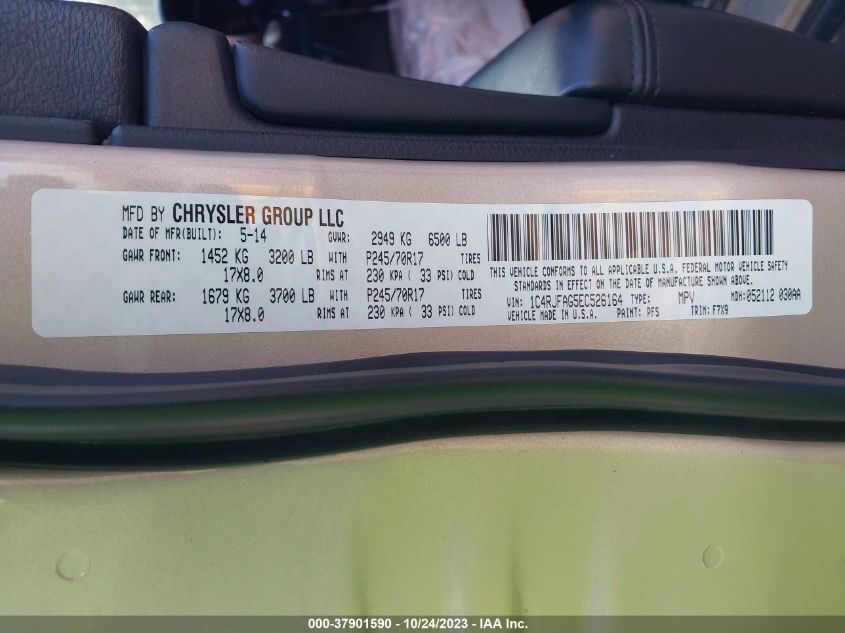 MFD BY CHRYSLER GROUP LLC
DATE OF MFR(BUILT): 5-14 GVWR: 2949 KG 6500 LB
GAWR FRONT: 1452 KG 3200 LB WITH P245/70R17 TIRES
17X8.0 RIMS AT 230 KPA ( 33 PSI) COLD
GAWR REAR: 1679 KG 3700 LB WITH P245/70R17 TIRES
17X8.0 RIMS AT 230 KPA ( 33 PSI) COLD
THIS VEHICLE CONFORMS TO ALL APPLICABLE U.S.A. FEDERAL MOTOR VEHICLE SAFETY
STANDARDS IN EFFECT ON THE DATE OF MANUFACTURE SHOWN ABOVE.
VIN: 1C4RJFAG5EC526164 TYPE: MPV MDH:052112 030AA
VEHICLE MADE IN U.S.A. PAINT: PFS TRIM: F7X9
000-37901590 - 10/24/2023 - IAA Inc.